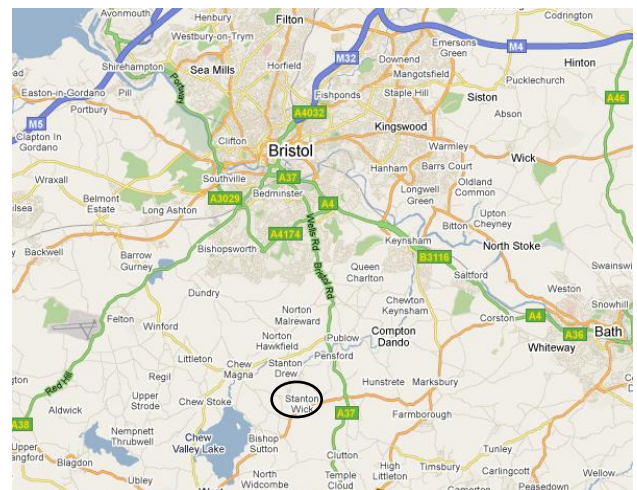 Avonmouth
Henbury
Filton
Codrington
Westbury-on-Trym
Emersons
Green
M4
Hinton
M32
Downend
Shirehampton
Sea Mills
Horfield
Mangotsfield
Pucklechurch
Portway
Easton-in-Gordano
Pill
Fishponds
Staple Hill
Siston
A46
Portbury
A4032
Abson
M5
Clapton In
Gordano
Clifton
Kingswood
Bristol
Warmley
Wick
Wraxall
Southville
A37
Hanham
Barrs Court
Oldland
Common
Belmont
Estate
A3029
Bedminster
Longwell
Green
Long Ashton
A4
Upton
Cheyney
Bitton
Backwell
Bishopsworth
A4174
Wells Rd
Keynsham
North Stoke
Barrow
Gurney
B3116
Queen
Charlton
Saltford
Swainswi
Bristol Rd
Dundry
Weston
Chewton
Keynsham
Snowhill
Norton
Malreward
Corston
A4
Felton
Winford
A36
Bath
Norton
Hawkfield
Publow
Compton
Dando
Whiteway
Littleton
Stanton
Drew
Pensford
Chew
Magna
Red Hill
Regil
Hunstrete
Marksbury
Upper
Strode
Chew Stoke
Stanton
Wick
Aldwick
A37
Farmborough
A38
Nempnett
Thrubwell
Chew
Valley Lake
Bishop
Sutton
Tunley
Clutton
Upper
angford
Blagdon
High
Littleton
Timsbury
Carlingcott
Wellow
Ubley
North
Widcombe
Temple
Cloud
Peasedown